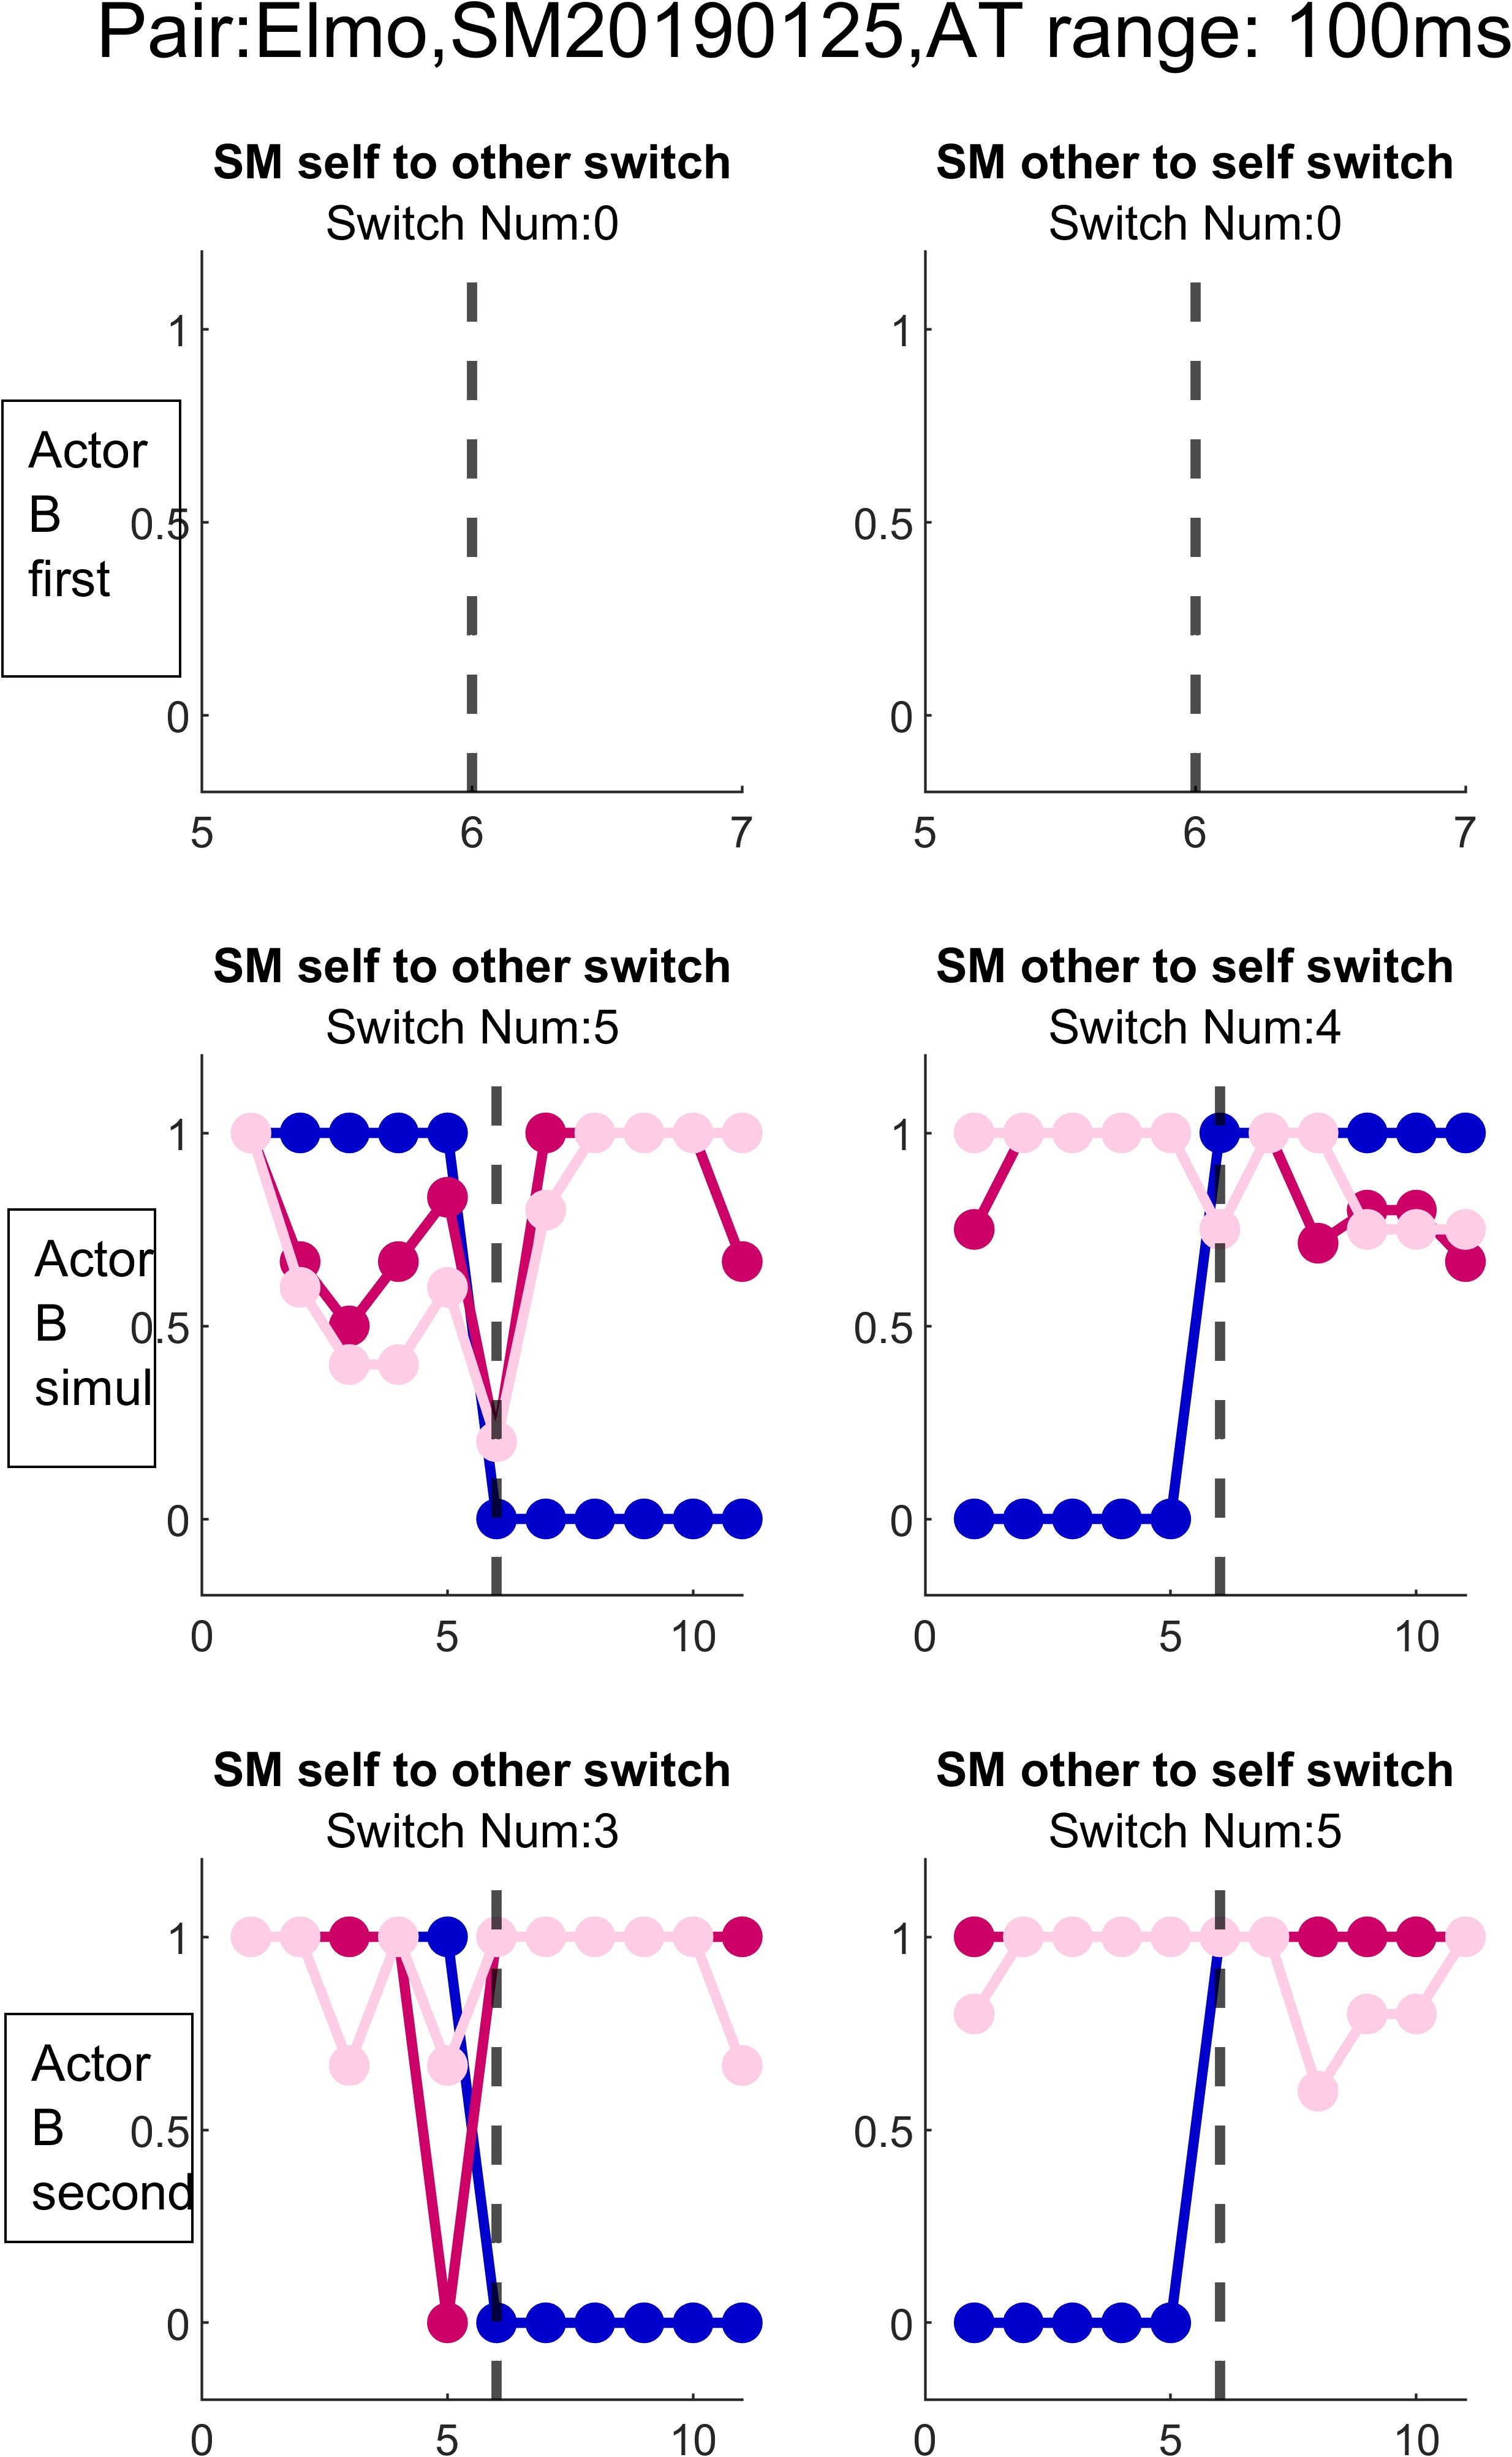 Pair:Elmo,SM20190125,AT range: 100ms
SM self to other switch
Switch Num:0
1
0.5
0
5 6 7
SM other to self switch
Switch Num:0
1
0.5
0
5 6 7
Actor
B
first
SM self to other switch
Switch Num:5
1
0.5
0
0 5 10
SM other to self switch
Switch Num:4
1
0.5
0
0 5 10
Actor
B
simul
SM self to other switch
Switch Num:3
1
0.5
0
0 5 10
SM other to self switch
Switch Num:5
1
0.5
0
0 5 10
Actor
B
second